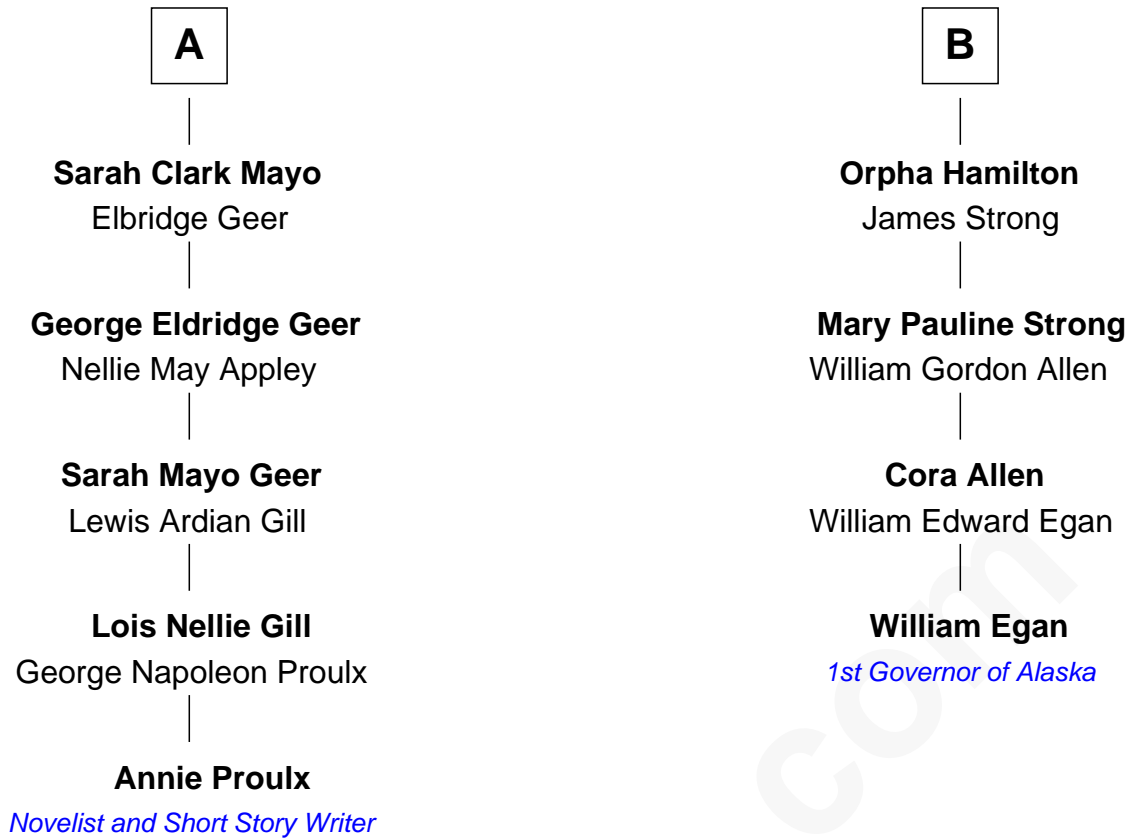 A
Sarah Clark Mayo
Elbridge Geer
George Eldridge Geer
Nellie May Appley
Sarah Mayo Geer
Lewis Ardian Gill
Lois Nellie Gill
George Napoleon Proulx
Annie Proulx
Novelist and Short Story Writer
B
Orpha Hamilton
James Strong
Mary Pauline Strong
William Gordon Allen
Cora Allen
William Edward Egan
William Egan
1st Governor of Alaska
com